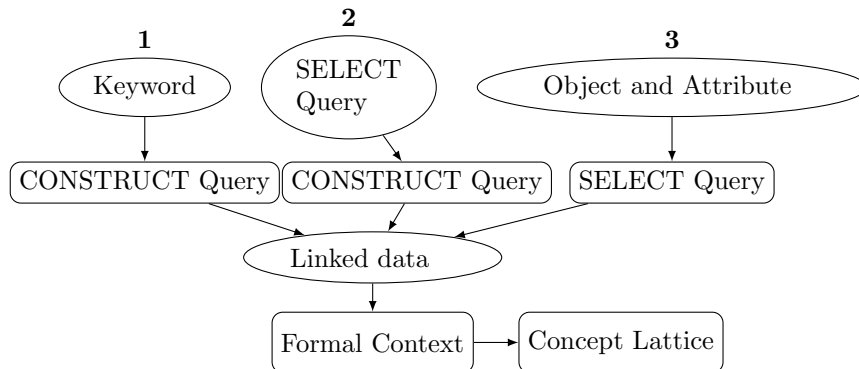 1
2
3
Keyword
SELECT
Query
Object and Attribute
CONSTRUCT Query
CONSTRUCT Query
SELECT Query
Linked data
Formal Context
Concept Lattice